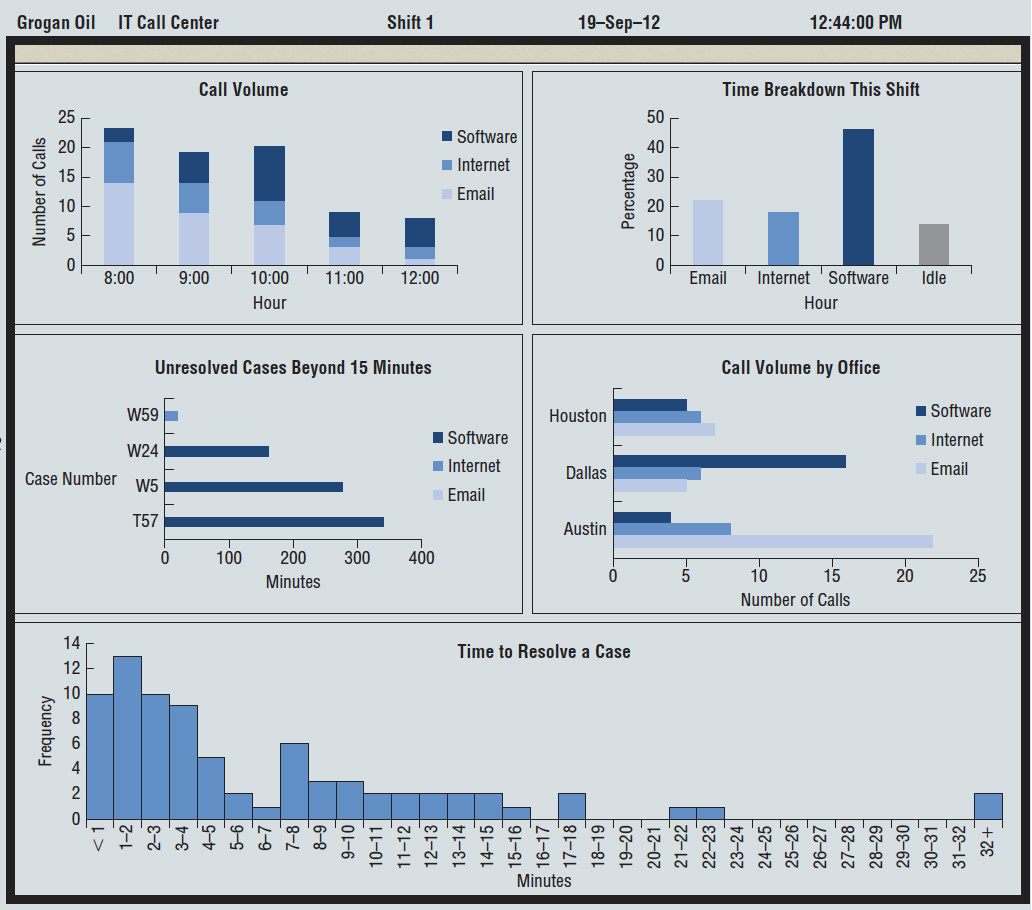 Grogan Oil IT Call Center Shift 1 19–Sep–12 12:44:00 PM
Call Volume
25
20
15
10
5
0
Number of Calls
8:00 9:00 10:00 11:00 12:00
Hour
Software
Internet
Email
Time Breakdown This Shift
50
40
30
20
10
0
Percentage
Email Internet Software Idle
Hour
Unresolved Cases Beyond 15 Minutes
W59
W24
W5
T57
Case Number
0 100 200 300 400
Minutes
Software
Internet
Email
Call Volume by Office
Houston
Dallas
Austin
0 5 10 15 20 25
Number of Calls
Software
Internet
Email
Time to Resolve a Case
14
12
10
8
6
4
2
0
Frequency
< 1 1–2 2–3 3–4 4–5 5–6 6–7 7–8 8–9 9–10 10–11 11–12 12–13 13–14 14–15 15–16 16–17 17–18 18–19 19–20 20–21 21–22 22–23 23–24 24–25 25–26 26–27 27–28 28–29 29–30 30–31 31–32 32+
Minutes